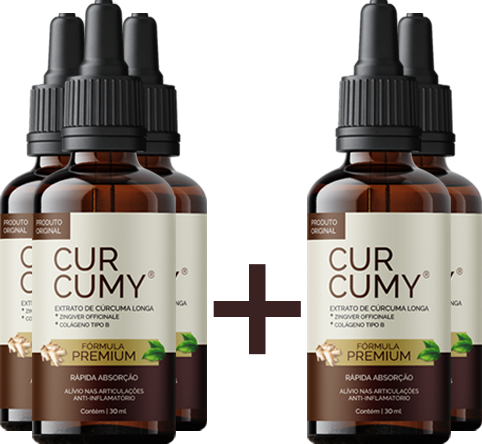 PRODUTO
ORIGINAL
CUR
CUMY®
EXTRATO DE CÚRCUMA LONGA
* ZINGIVER OFFICINALE
* COLÁGENO TIPO B
FÓRMULA
PREMIUM
RÁPIDA ABSORÇÃO
ALÍVIO NAS ARTICULAÇÕES
ANTI-INFLAMATÓRIO
Contém | 30 ml
+
PRODUTO
ORIGINAL
CUR
CUMY®
EXTRATO DE CÚRCUMA LONGA
* ZINGIVER OFFICINALE
* COLÁGENO TIPO B
FÓRMULA
PREMIUM
RÁPIDA ABSORÇÃO
ALÍVIO NAS ARTICULAÇÕES
ANTI-INFLAMATÓRIO
Contém | 30 ml